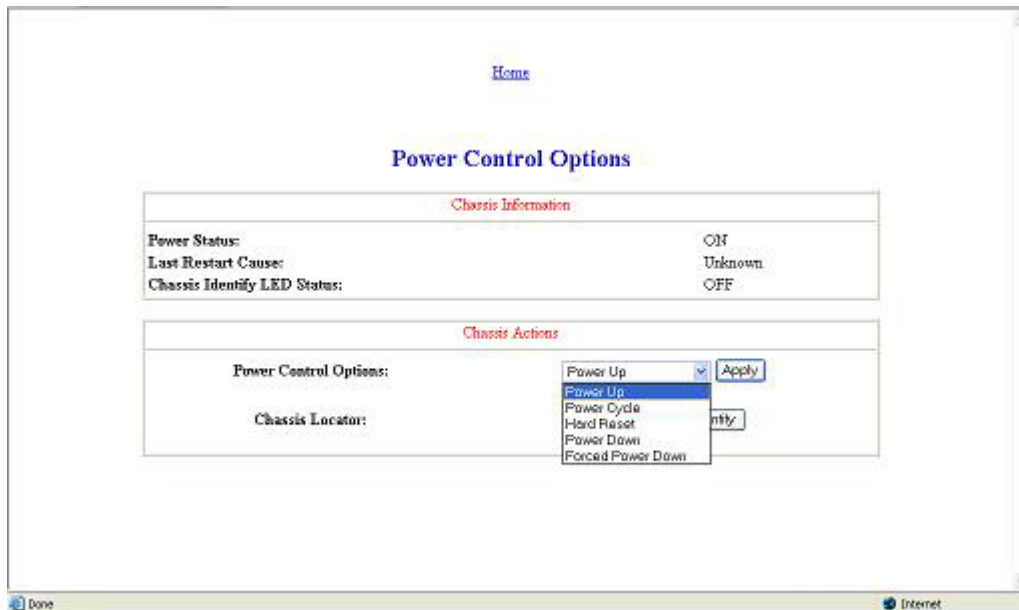 Home
Power Control Options
Chassis Information
Power Status: ON
Last Restart Cause: Unknown
Chassis Identify LED Status: OFF
Chassis Actions
Power Control Options: Power Up Apply
Power Up
Power Cycle
Hard Reset
Power Down
Forced Power Down
Chassis Locator: ntify
Done Internet